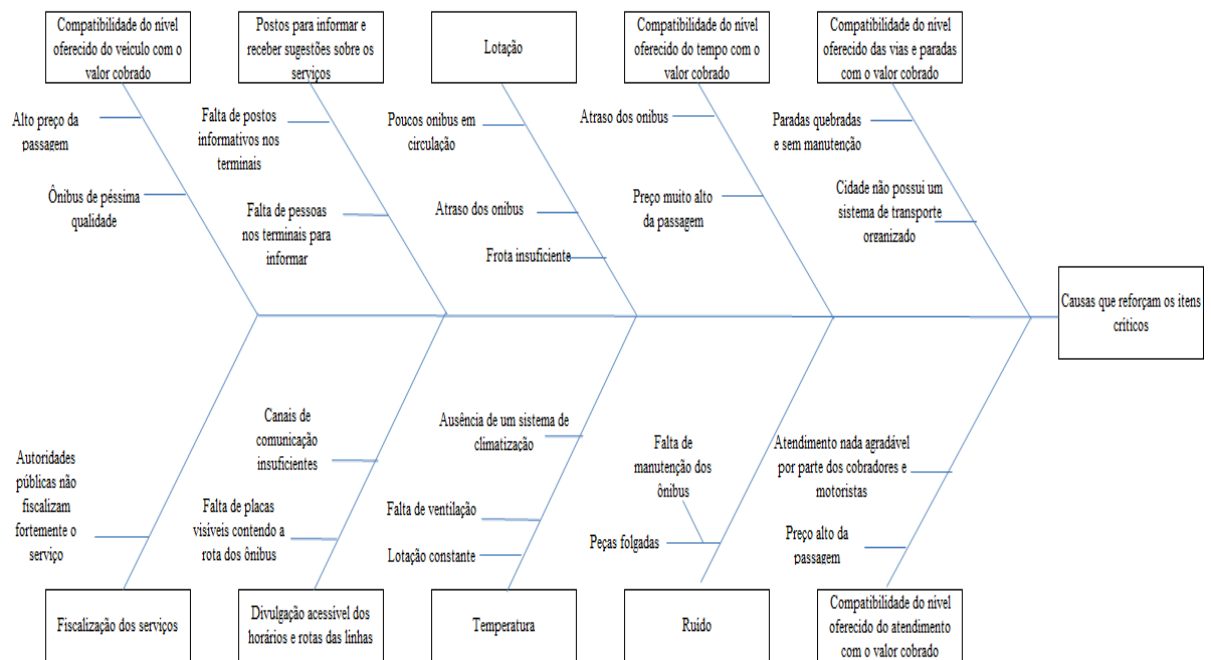 Compatibilidade do nível
oferecido do veículo com o
valor cobrado
Postos para informar e
receber sugestões sobre os
serviços
Lotação
Compatibilidade do nível
oferecido do tempo com o
valor cobrado
Compatibilidade do nível
oferecido das vias e paradas
com o valor cobrado
Alto preço da
passagem
Ônibus de péssima
qualidade
Falta de postos
informativos nos
terminais
Falta de pessoas
nos terminais para
informar
Poucos onibus em
circulação
Atraso dos onibus
Frota insuficiente
Atraso dos onibus
Preço muito alto
da passagem
Paradas quebradas
e sem manutenção
Cidade não possui um
sistema de transporte
organizado
Causas que reforçam os itens
críticos
Autoridades
públicas não
fiscalizam
fortemente o
serviço
Canais de
comunicação
insuficientes
Falta de placas
visíveis contendo a
rota dos ônibus
Ausência de um sistema de
climatização
Falta de ventilação
Lotação constante
Falta de
manutenção dos
ônibus
Peças folgadas
Atendimento nada agradável
por parte dos cobradores e
motoristas
Preço alto da
passagem
Fiscalização dos serviços
Divulgação acessível dos
horários e rotas das linhas
Temperatura
Ruido
Compatibilidade do nível
oferecido do atendimento
com o valor cobrado